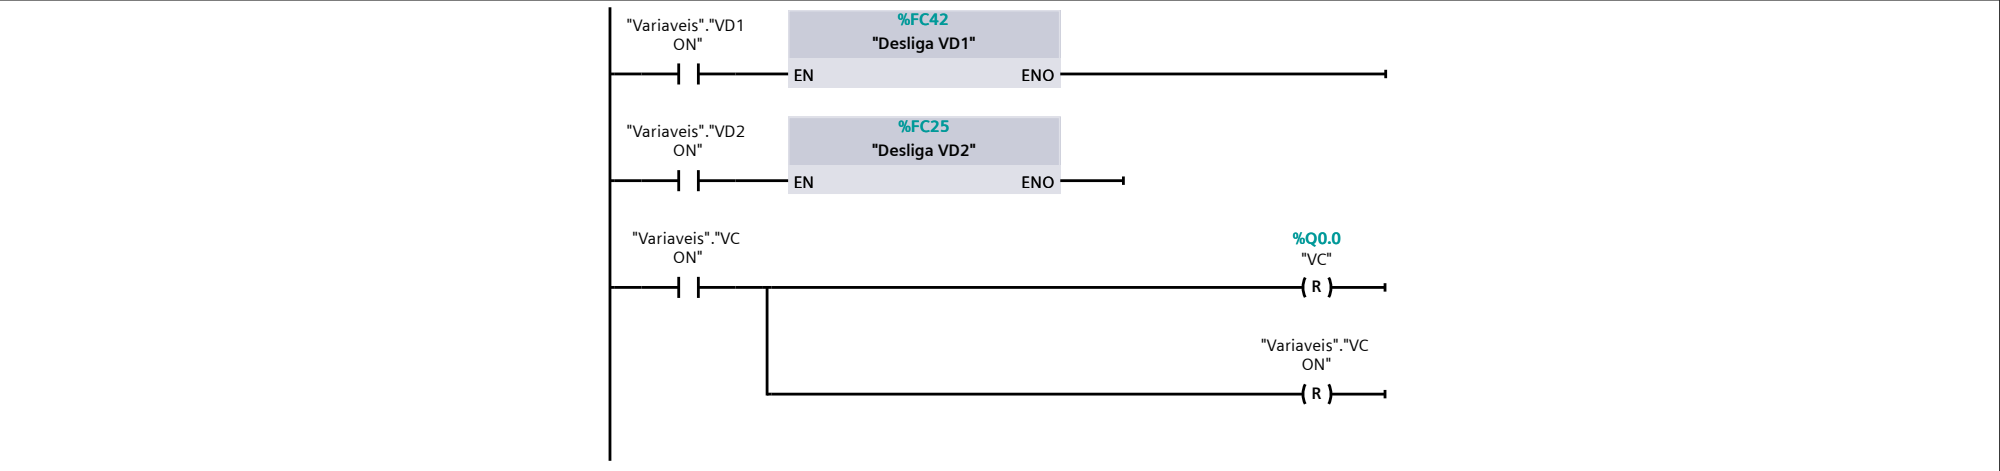 "Variaveis"."VD1
ON"
%FC42
"Desliga VD1"
EN
ENO
"Variaveis"."VD2
ON"
%FC25
"Desliga VD2"
EN
ENO
"Variaveis"."VC
ON"
%Q0.0
"VC"
R
"Variaveis"."VC
ON"
R